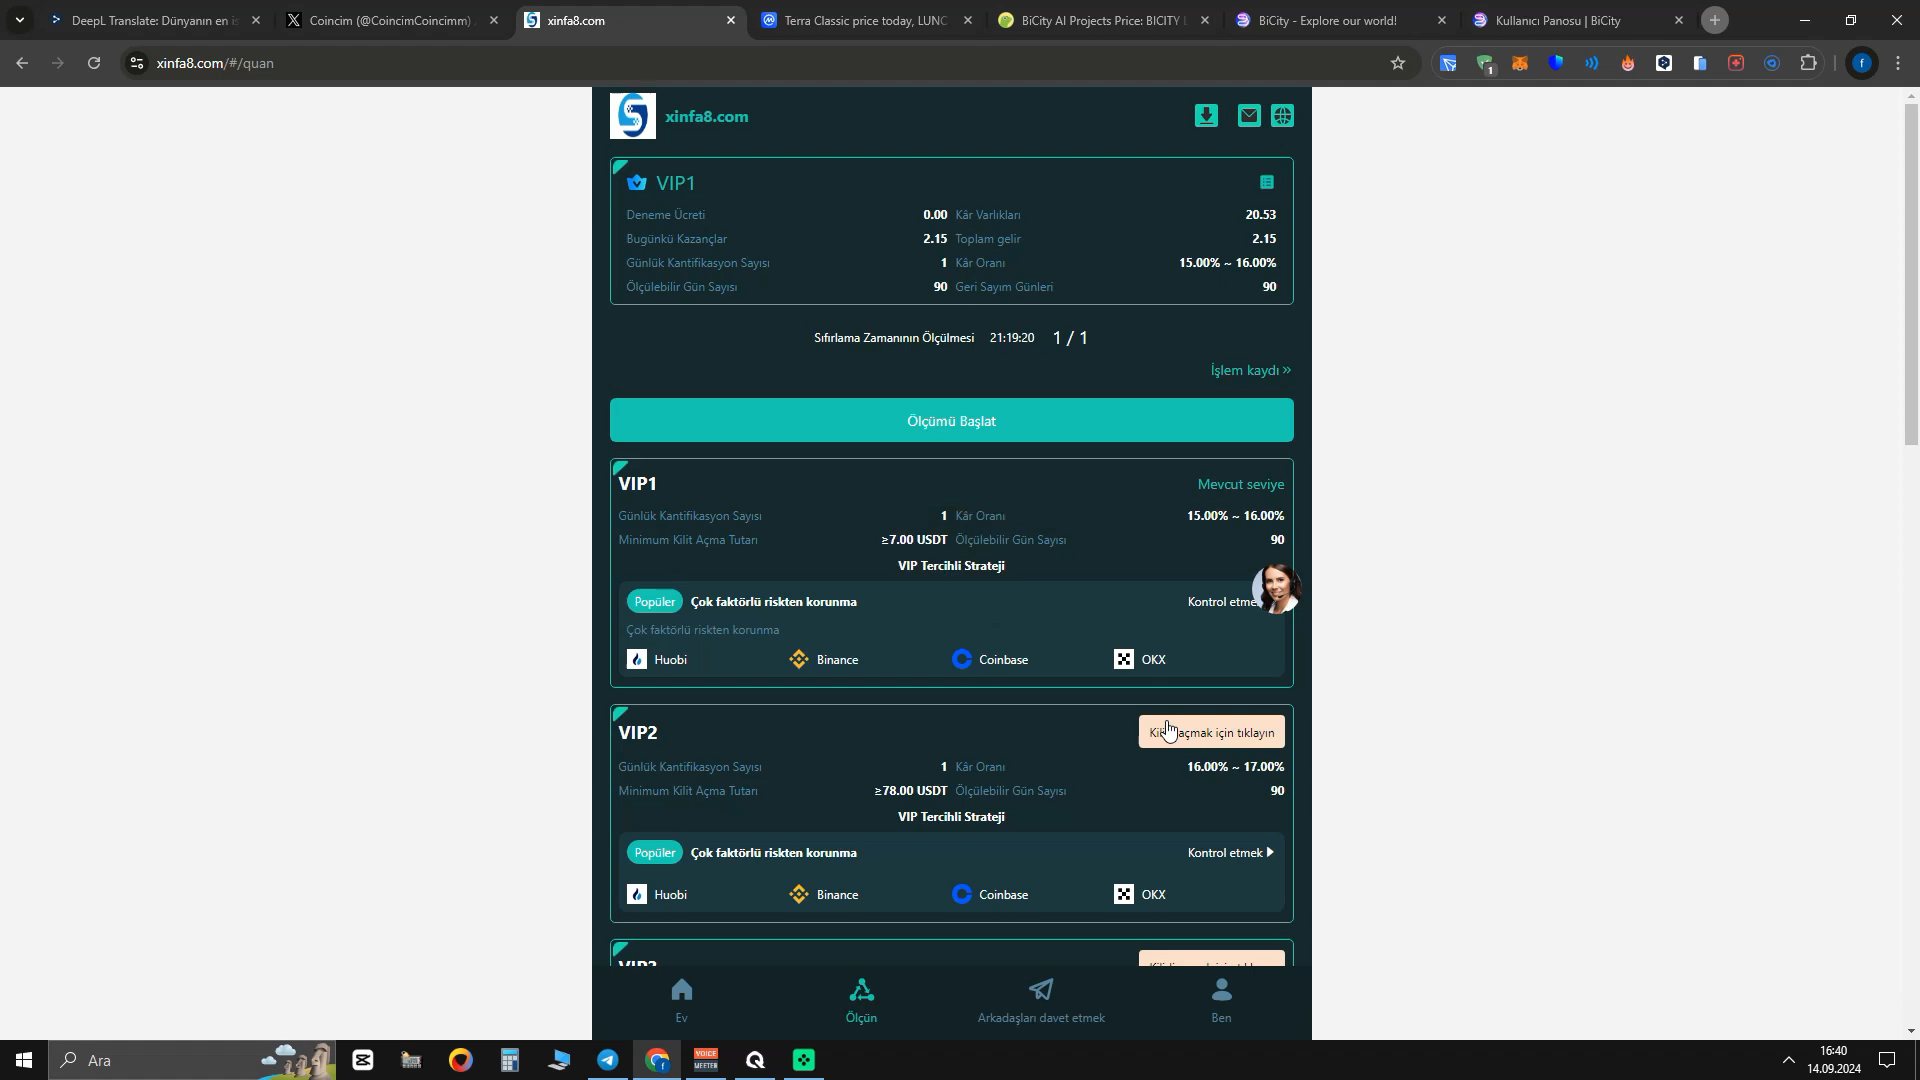 DeepL Translate: Dünyanın en i
Coincim (@CoincimCoincimm)
xinfa8.com
Terra Classic price today, LUNC
BiCity AI Projects Price: BICITY L
BiCity - Explore our world!
Kullanıcı Panosu | BiCity
xinfa8.com/#/quan
1
f
xinfa8.com
VIP1
Deneme Ücreti 0.00 Kâr Varlıkları 20.53
Bugünkü Kazançlar 2.15 Toplam gelir 2.15
Günlük Kantifikasyon Sayısı 1 Kâr Oranı 15.00% ~ 16.00%
Ölçülebilir Gün Sayısı 90 Geri Sayım Günleri 90
Sıfırlama Zamanının Ölçülmesi 21:19:20 1 / 1
İşlem kaydı »
Ölçümü Başlat
VIP1 Mevcut seviye
Günlük Kantifikasyon Sayısı 1 Kâr Oranı 15.00% ~ 16.00%
Minimum Kilit Açma Tutarı ≥7.00 USDT Ölçülebilir Gün Sayısı 90
VIP Tercihli Strateji
Popüler Çok faktörlü riskten korunma Kontrol etme
Çok faktörlü riskten korunma
Huobi Binance Coinbase OKX
VIP2 açmak için tıklayın
Günlük Kantifikasyon Sayısı 1 Kâr Oranı 16.00% ~ 17.00%
Minimum Kilit Açma Tutarı ≥78.00 USDT Ölçülebilir Gün Sayısı 90
VIP Tercihli Strateji
Popüler Çok faktörlü riskten korunma Kontrol etmek
Huobi Binance Coinbase OKX
Ev Ölçün Arkadaşları davet etmek Ben
Ara
VOICE
MEETER
16:40
14.09.2024